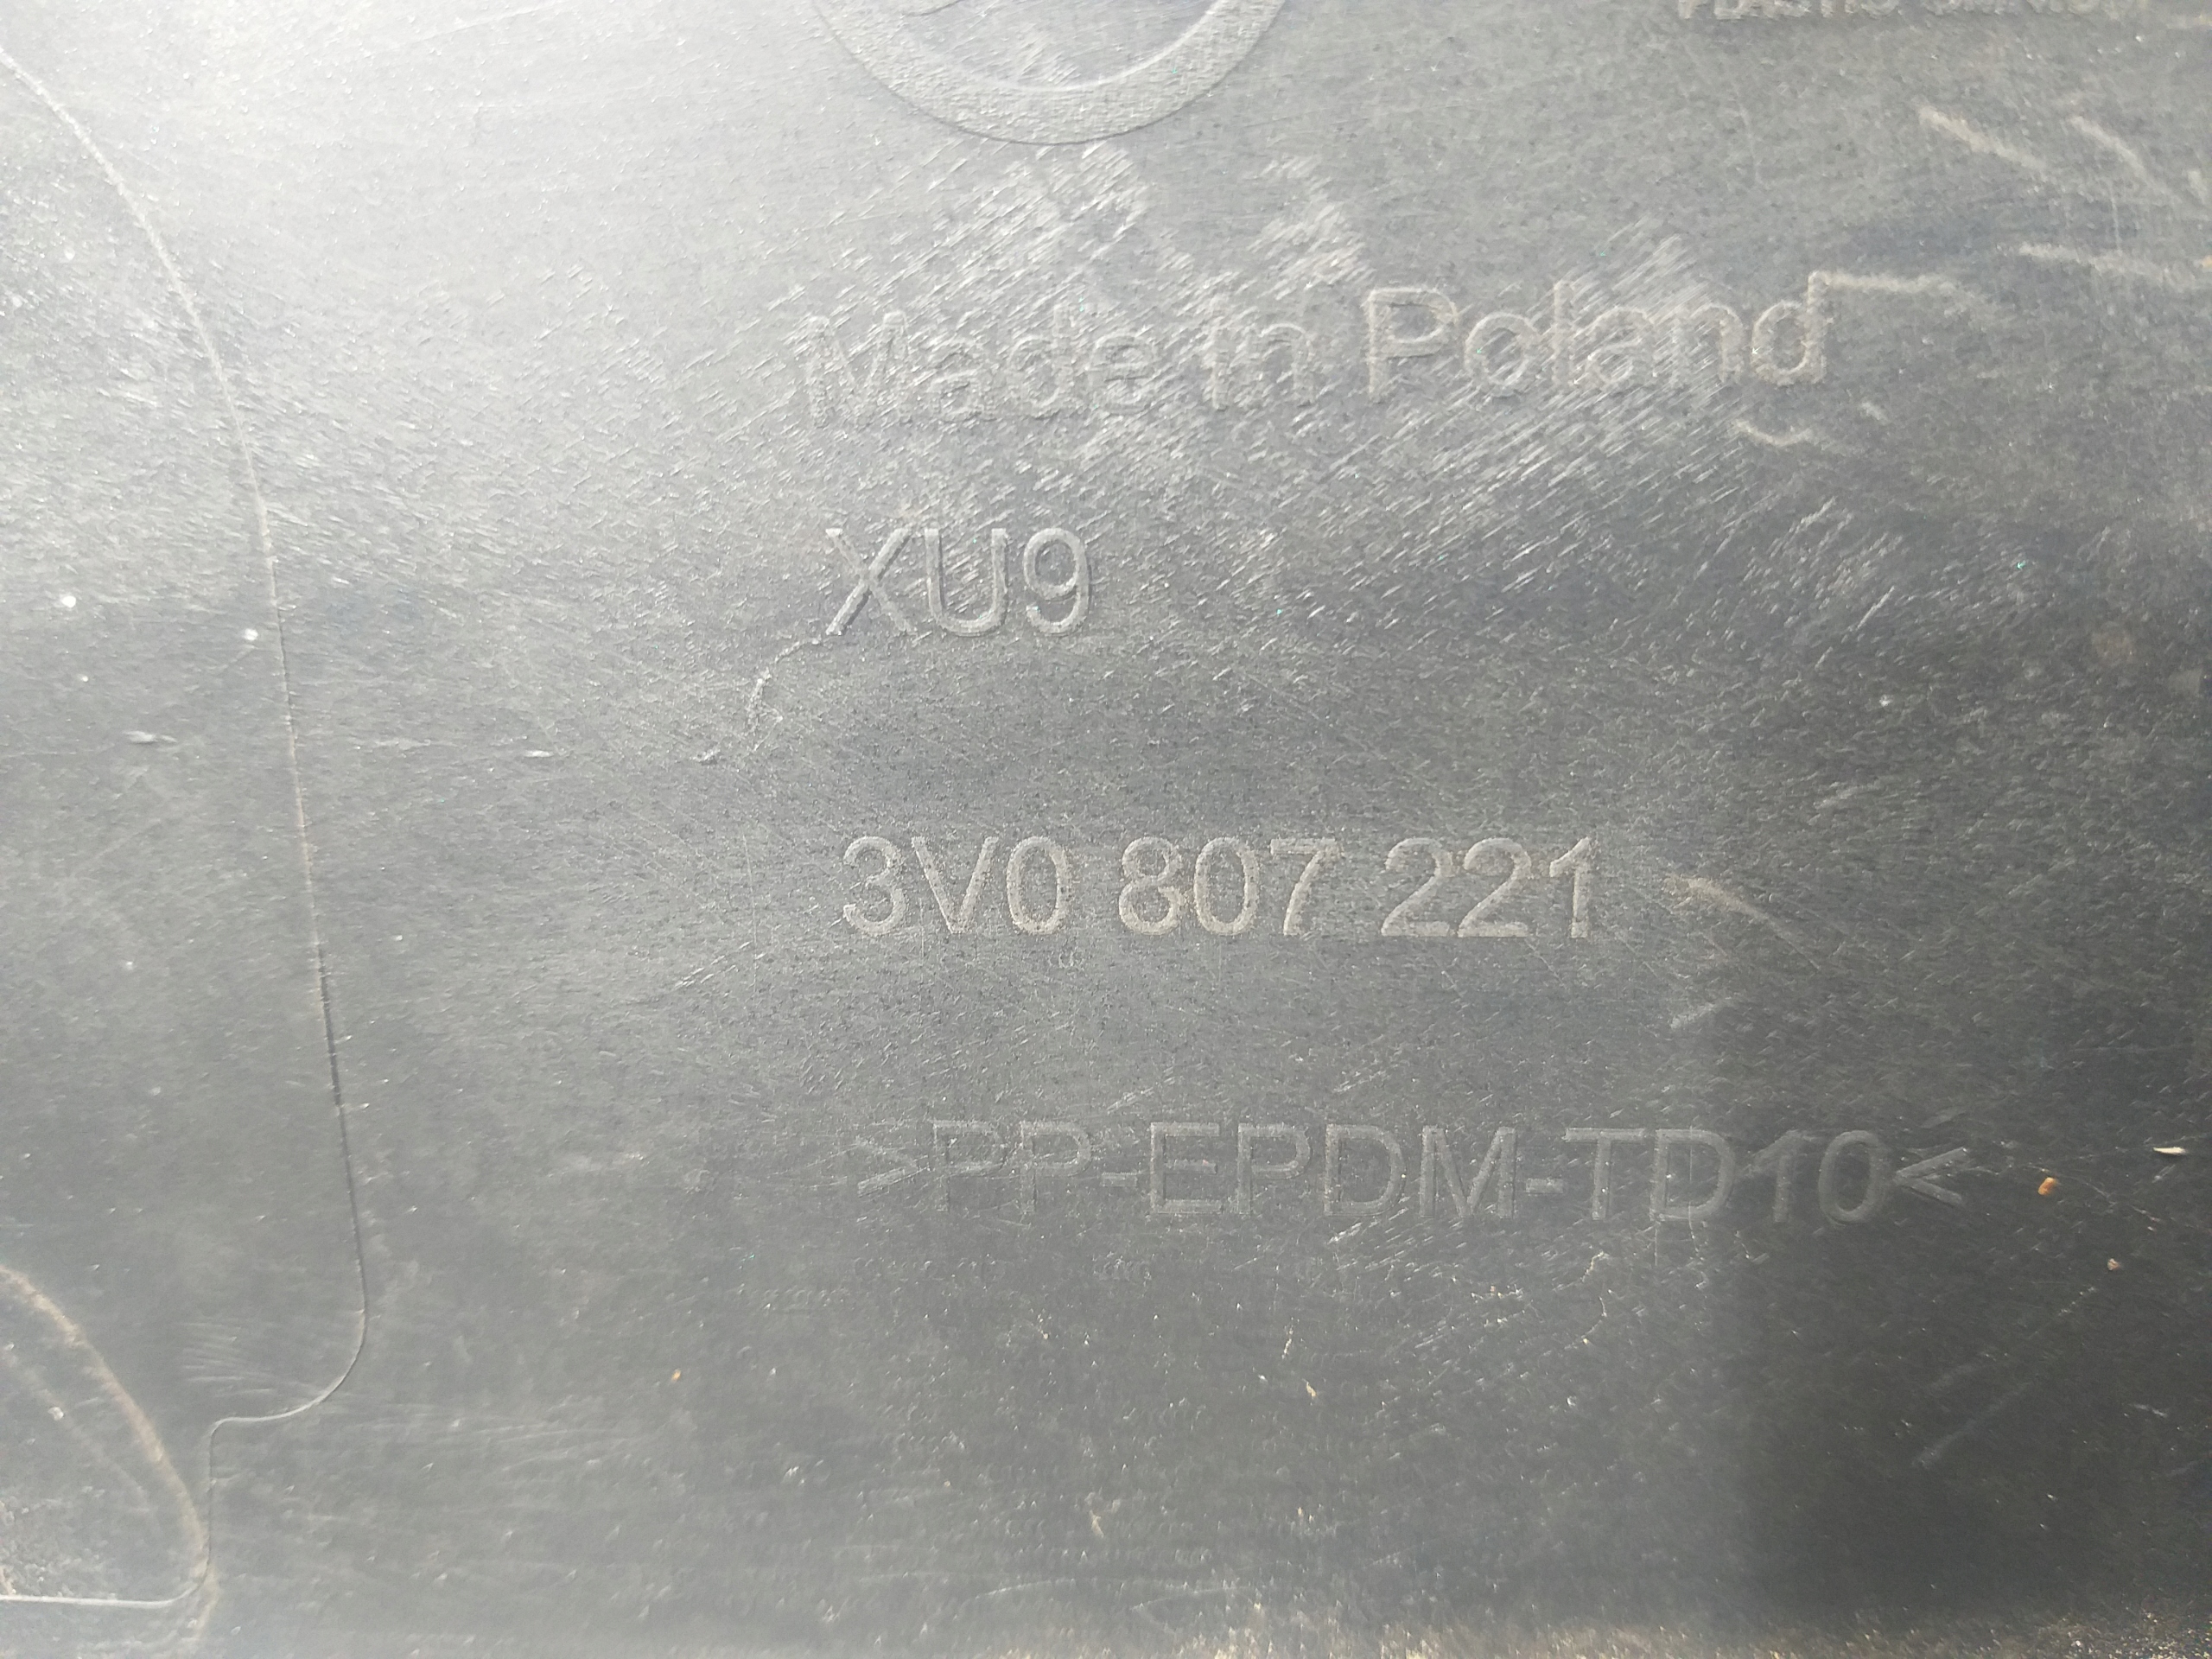 Made in Poland
XU9
3V0 807 221
>PP-EPDM-TD10<